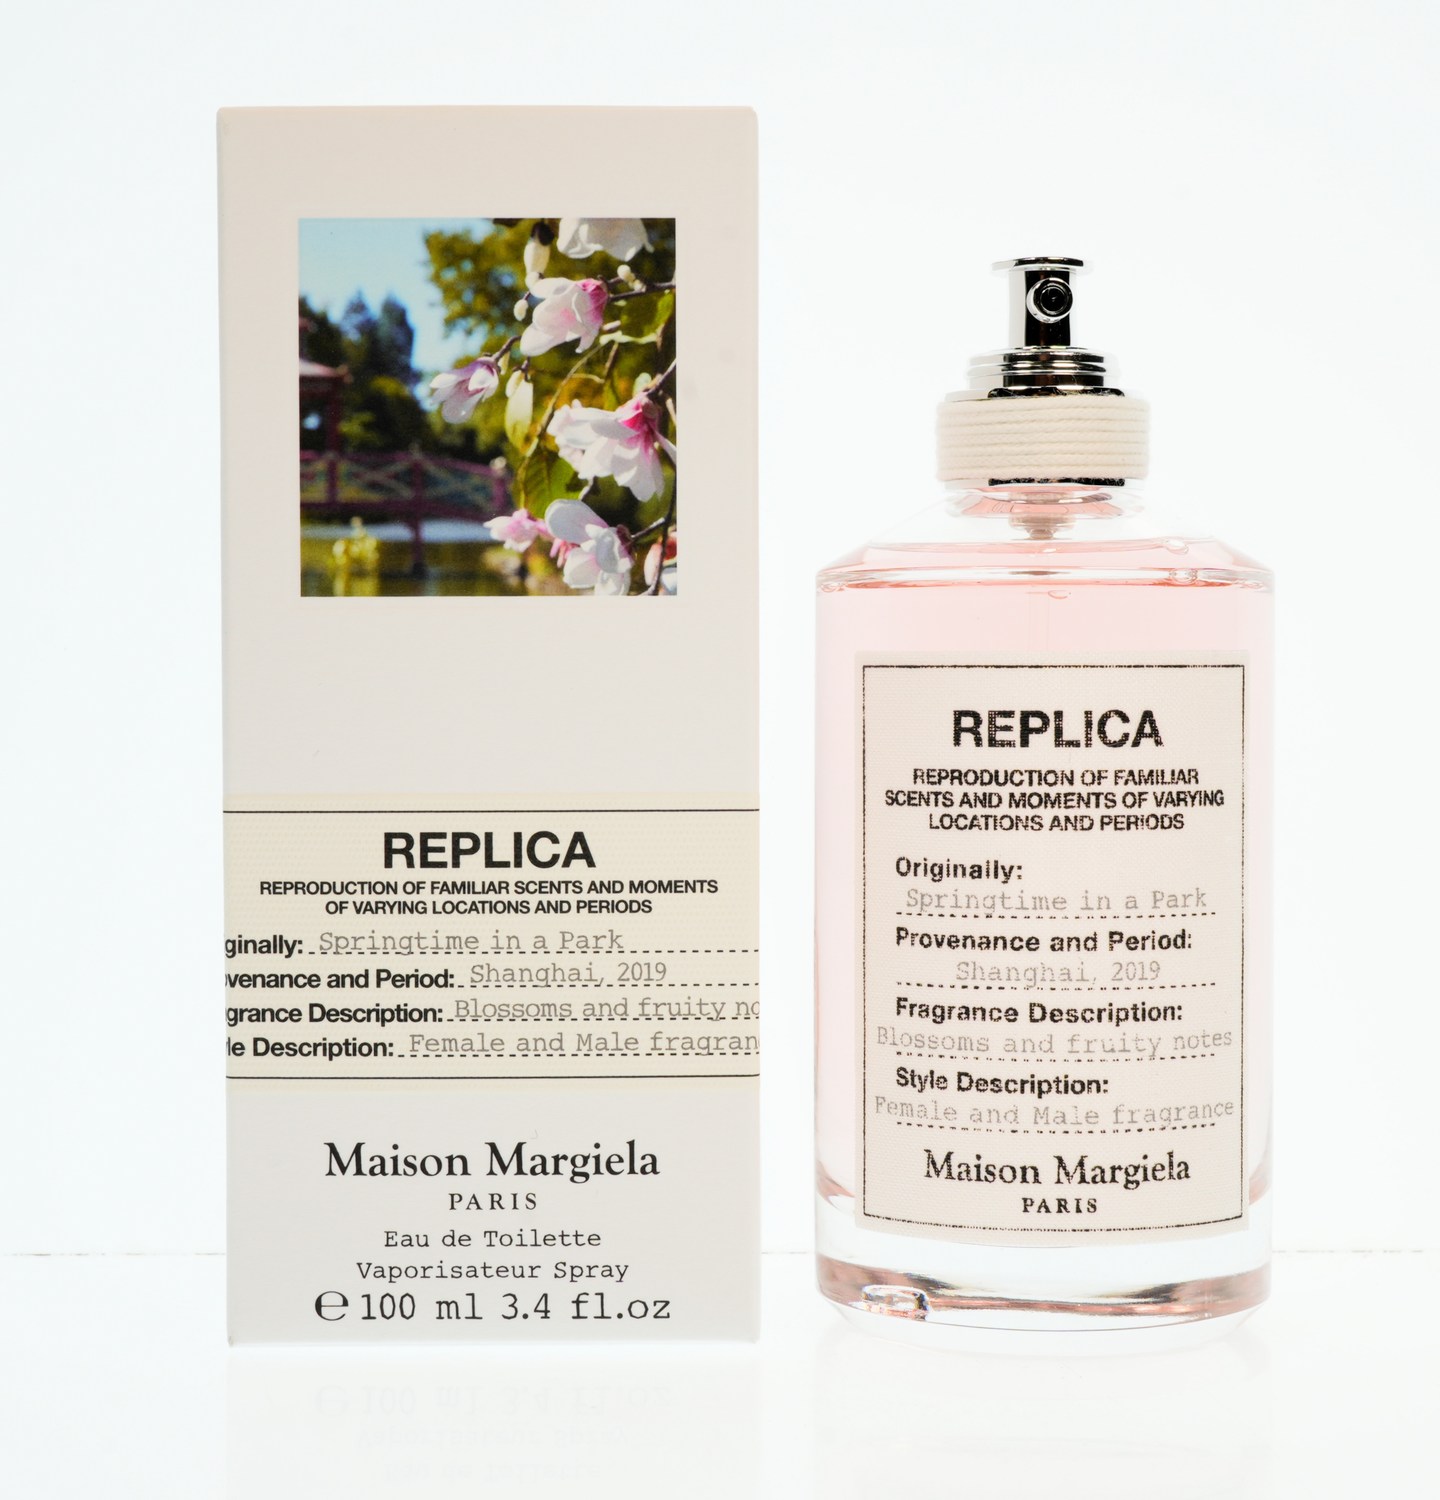 REPLICA
REPRODUCTION OF FAMILIAR SCENTS AND MOMENTS
OF VARYING LOCATIONS AND PERIODS
ginally: Springtime in a Park
ovenance and Period: Shanghai, 2019
grance Description: Blossoms and fruity no
le Description: Female and Male fragran
Maison Margiela
PARIS
Eau de Toilette
Vaporisateur Spray
℮ 100 ml 3.4 fl.oz
REPLICA
REPRODUCTION OF FAMILIAR
SCENTS AND MOMENTS OF VARYING
LOCATIONS AND PERIODS
Originally:
Springtime in a Park
Provenance and Period:
Shanghai, 2019
Fragrance Description:
Blossoms and fruity notes
Style Description:
Female and Male fragrance
Maison Margiela
PARIS